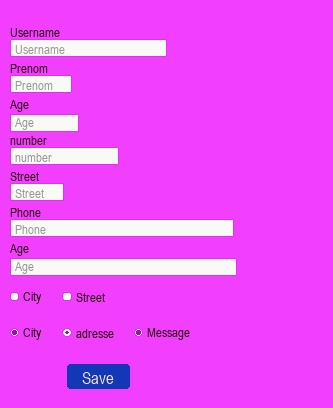 Username
Username
Prenom
Prenom
Age
Age
number
number
Street
Street
Phone
Phone
Age
Age
City Street
City adresse Message
Save